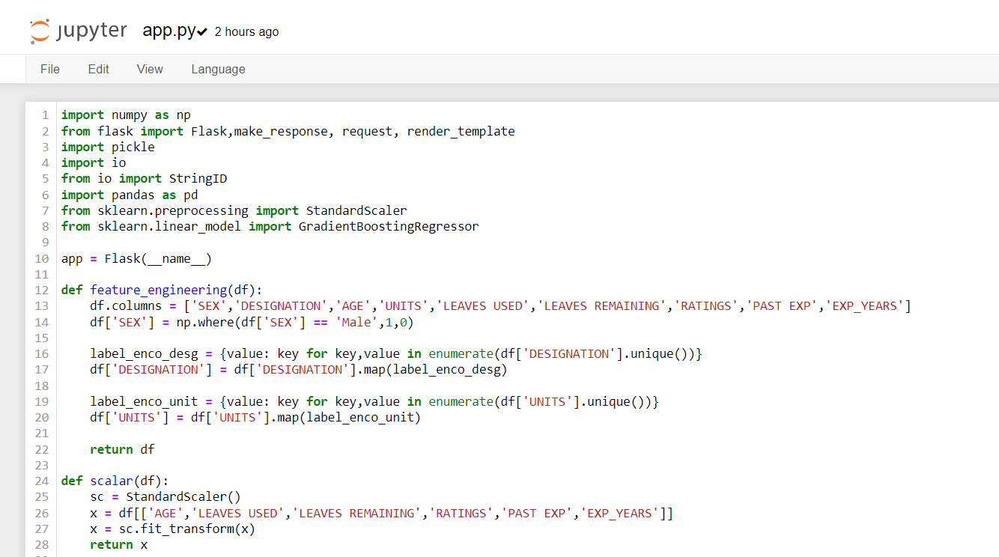 jupyter app.py✔ 2 hours ago
File Edit View Language
1 import numpy as np
2 from flask import Flask,make_response, request, render_template
3 import pickle
4 import io
5 from io import StringID
6 import pandas as pd
7 from sklearn.preprocessing import StandardScaler
8 from sklearn.linear_model import GradientBoostingRegressor
9
10 app = Flask(__name__)
11
12 def feature_engineering(df):
13     df.columns = ['SEX','DESIGNATION','AGE','UNITS','LEAVES USED','LEAVES REMAINING','RATINGS','PAST EXP','EXP_YEARS']
14     df['SEX'] = np.where(df['SEX'] == 'Male',1,0)
15
16     label_enco_desg = {value: key for key,value in enumerate(df['DESIGNATION'].unique())}
17     df['DESIGNATION'] = df['DESIGNATION'].map(label_enco_desg)
18
19     label_enco_unit = {value: key for key,value in enumerate(df['UNITS'].unique())}
20     df['UNITS'] = df['UNITS'].map(label_enco_unit)
21
22     return df
23
24 def scalar(df):
25     sc = StandardScaler()
26     x = df[['AGE','LEAVES USED','LEAVES REMAINING','RATINGS','PAST EXP','EXP_YEARS']]
27     x = sc.fit_transform(x)
28     return x